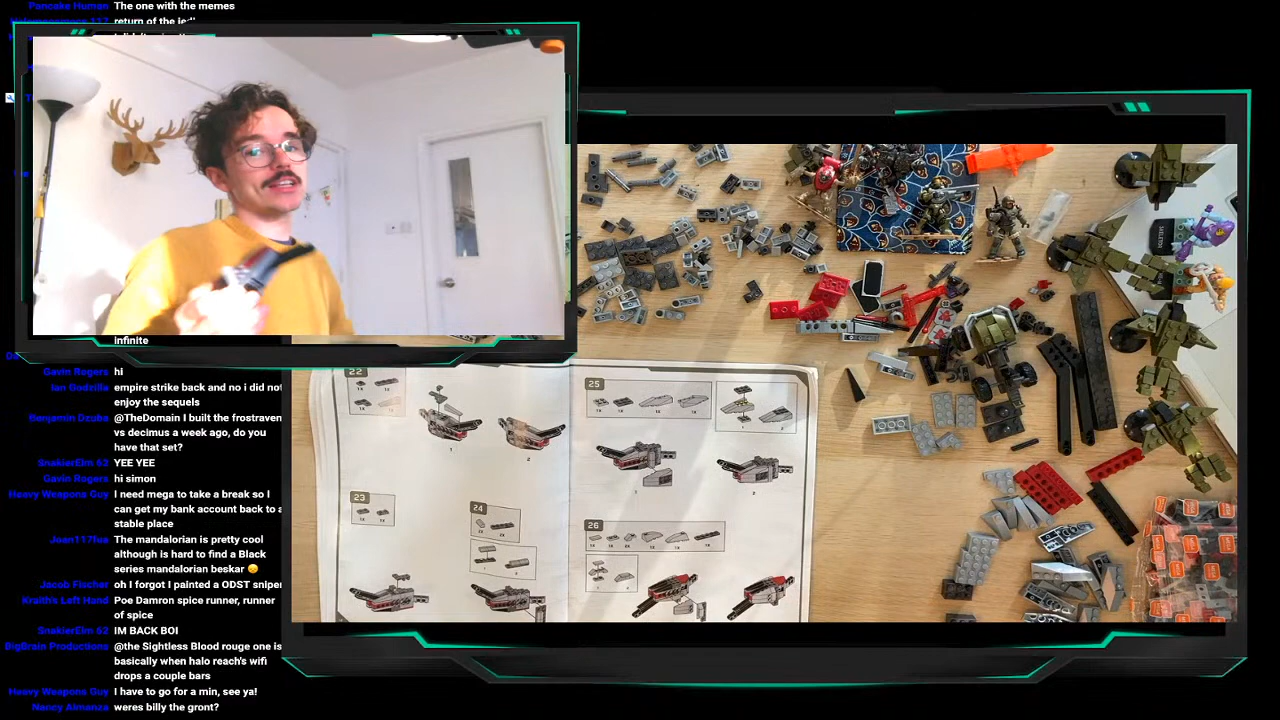 Pancake Human The one with the memes
return of the jedi
infinite
Gavin Rogers hi
Ian Godzilla empire strike back and no i did not
enjoy the sequels
Benjamin Dzuba @TheDomain I built the frostraven
vs decimus a week ago, do you
have that set?
SnakierElm 62 YEE YEE
Gavin Rogers hi simon
Heavy Weapons Guy I need mega to take a break so I
can get my bank account back to a
stable place
Joan117fua The mandalorian is pretty cool
although is hard to find a Black
series mandalorian beskar 😔
Jacob Fischer oh I forgot I painted a ODST sniper
Kraith's Left Hand Poe Damron spice runner, runner
of spice
SnakierElm 62 IM BACK BOI
BigBrain Productions @the Sightless Blood rouge one is
basically when halo reach's wifi
drops a couple bars
Heavy Weapons Guy I have to go for a min, see ya!
Nancy Almanza weres billy the gront?
22
23
24
25
26